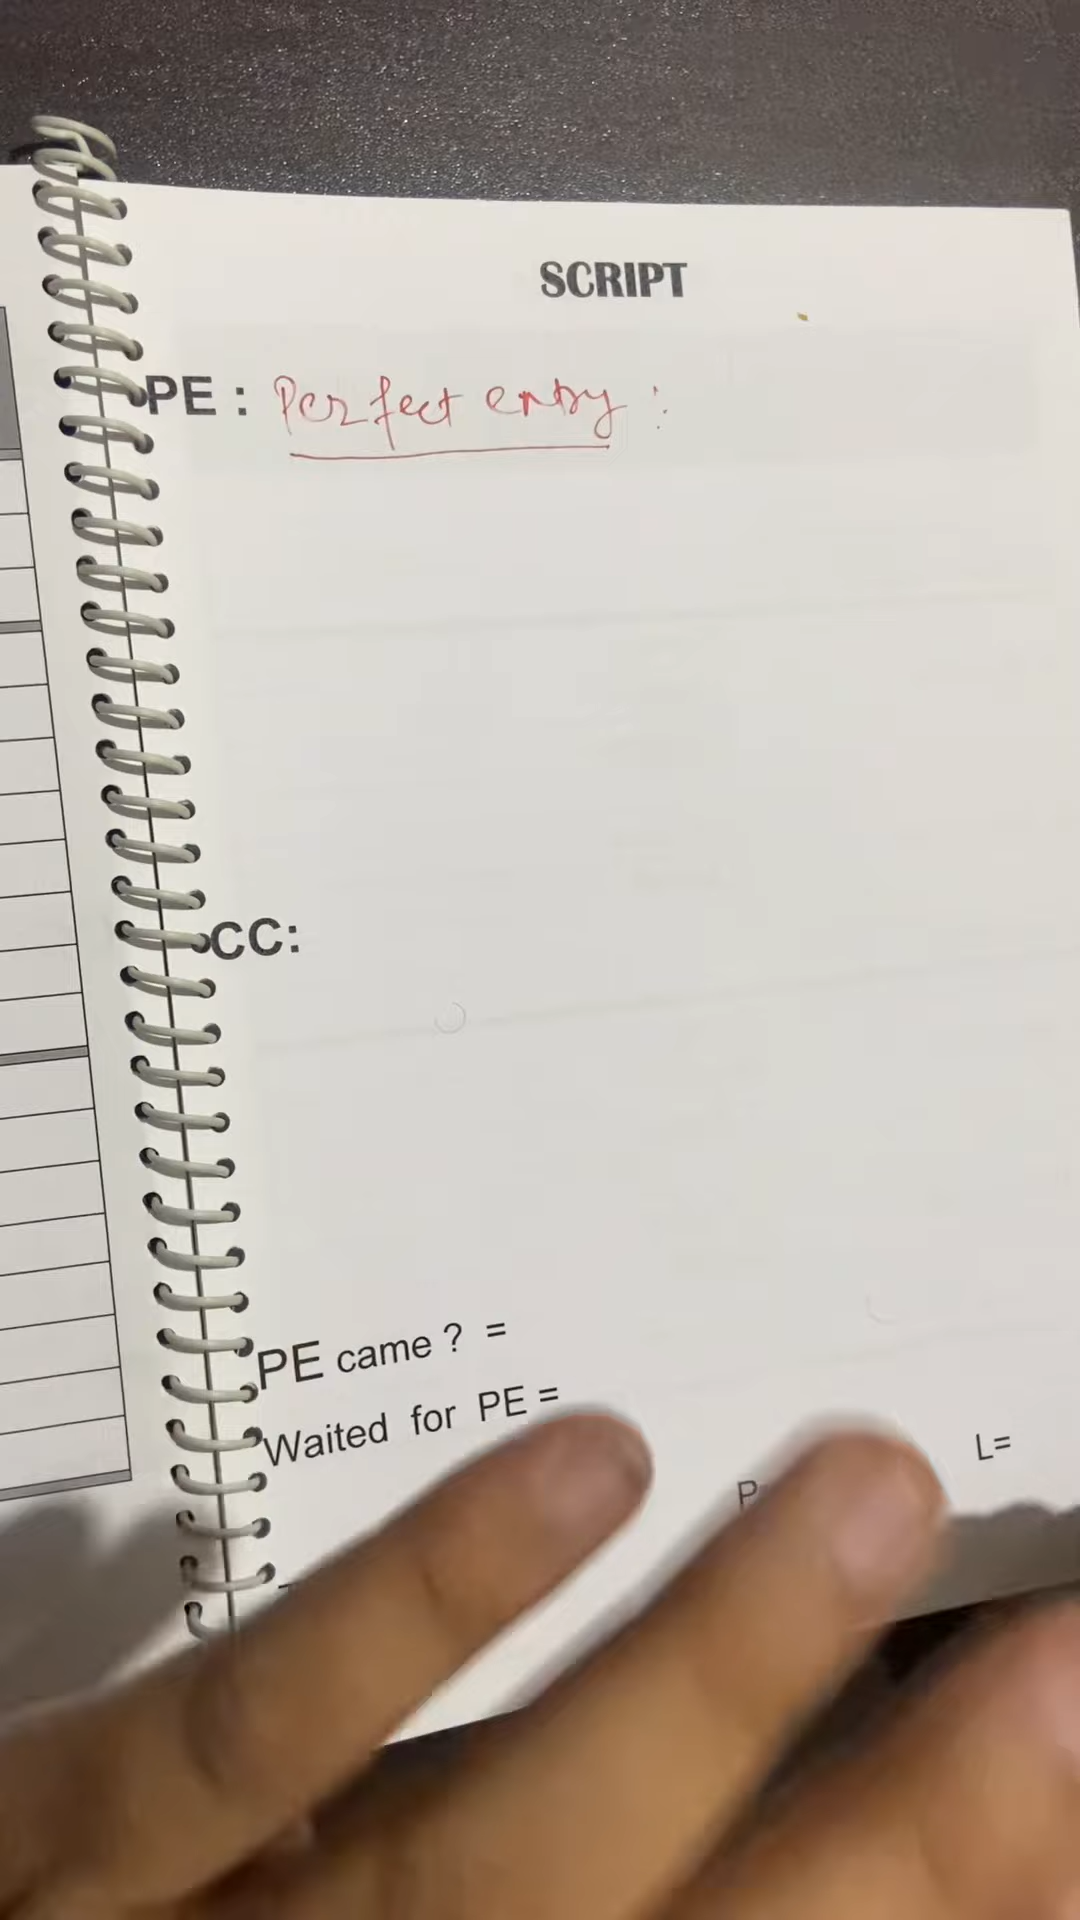 SCRIPT
PE : Perfect entry :
CC:
PE came ? =
Waited for PE =
L=